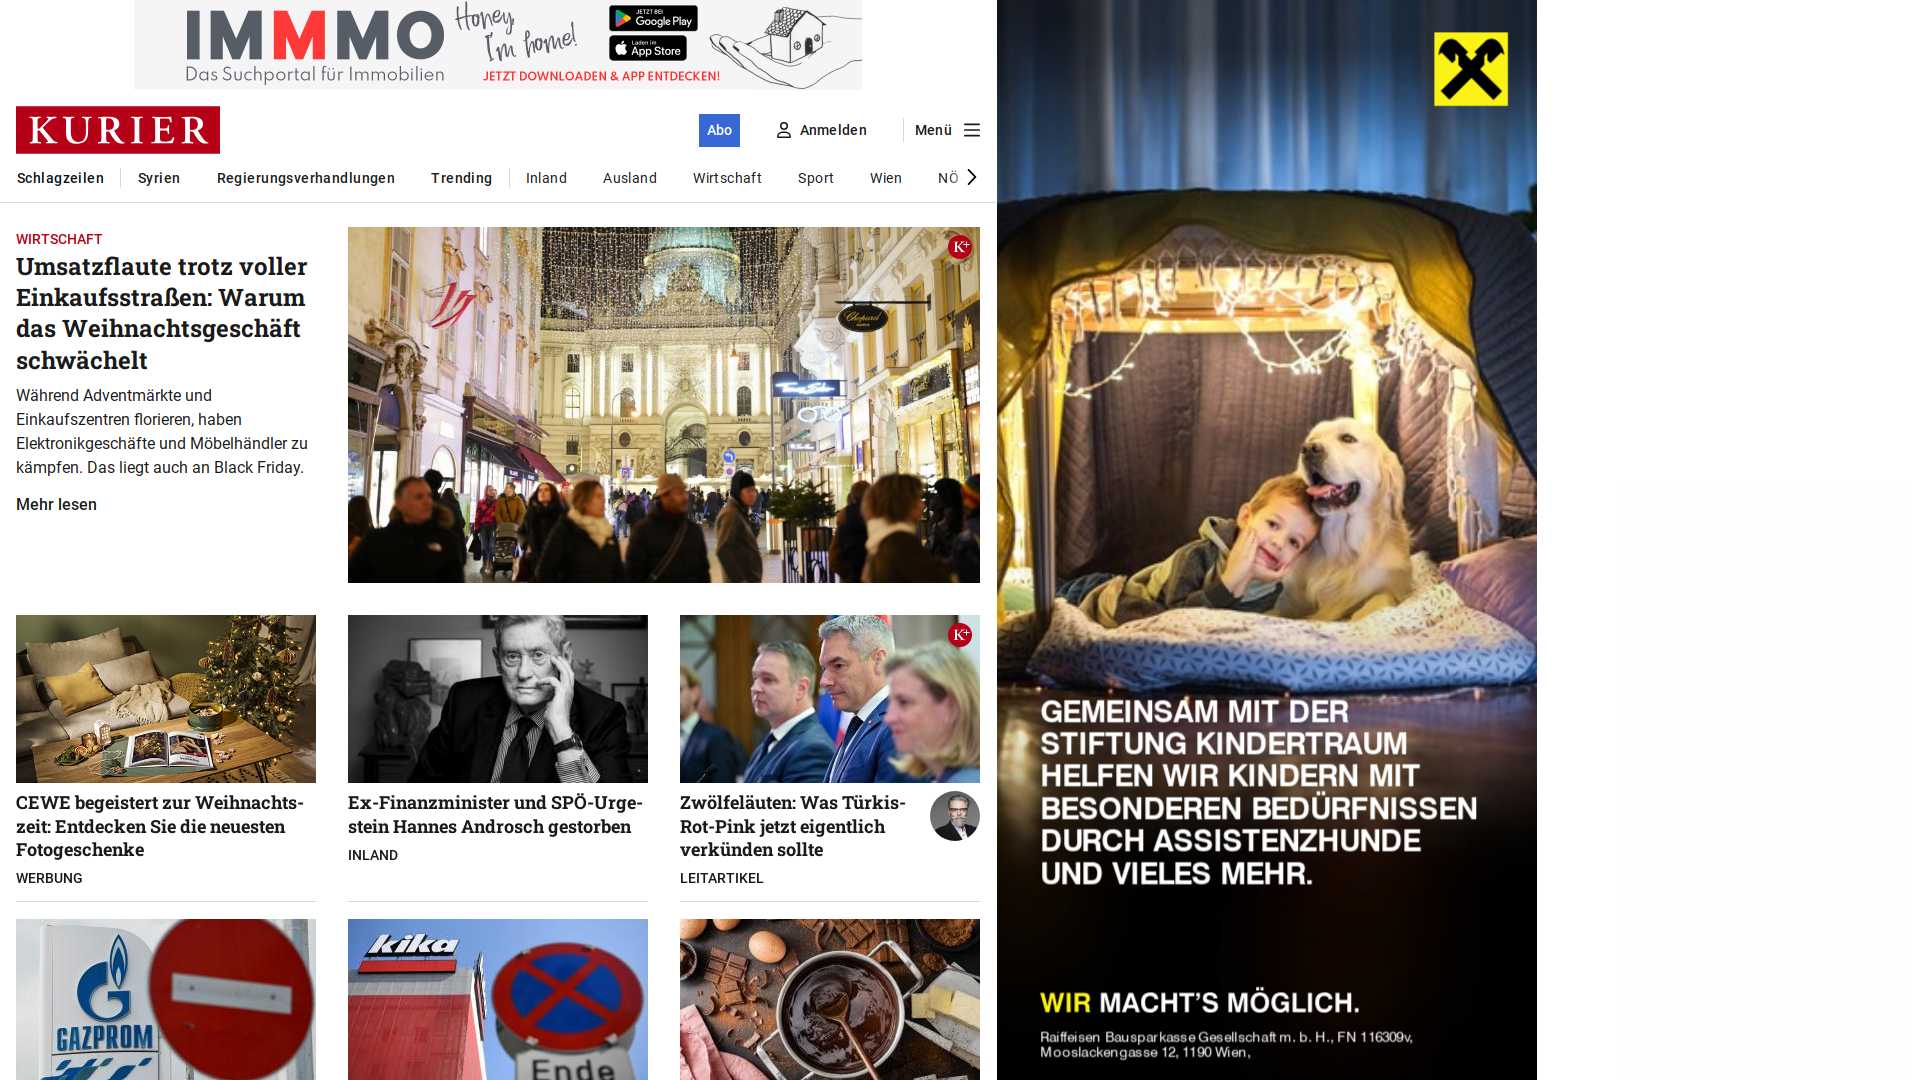 IMMMO
Das Suchportal für Immobilien
Honey,
I'm home!
JETZT BEI
Google Play
Laden im
App Store
JETZT DOWNLOADEN & APP ENTDECKEN!
KURIER
Abo
Anmelden
Menü
Schlagzeilen
Syrien
Regierungsverhandlungen
Trending
Inland
Ausland
Wirtschaft
Sport
Wien
NÖ
WIRTSCHAFT
Umsatzflaute trotz voller
Einkaufsstraßen: Warum
das Weihnachtsgeschäft
schwächelt
Während Adventmärkte und
Einkaufszentren florieren, haben
Elektronikgeschäfte und Möbelhändler zu
kämpfen. Das liegt auch an Black Friday.
Mehr lesen
K+
Chopard
K+
CEWE begeistert zur Weihnachts-
zeit: Entdecken Sie die neuesten
Fotogeschenke
WERBUNG
Ex-Finanzminister und SPÖ-Urge-
stein Hannes Androsch gestorben
INLAND
Zwölfeläuten: Was Türkis-
Rot-Pink jetzt eigentlich
verkünden sollte
LEITARTIKEL
GAZPROM
kika
Ende
GEMEINSAM MIT DER
STIFTUNG KINDERTRAUM
HELFEN WIR KINDERN MIT
BESONDEREN BEDÜRFNISSEN
DURCH ASSISTENZHUNDE
UND VIELES MEHR.
WIR MACHT'S MÖGLICH.
Raiffeisen Bausparkasse Gesellschaft m. b. H., FN 116309v,
Mooslackengasse 12, 1190 Wien,